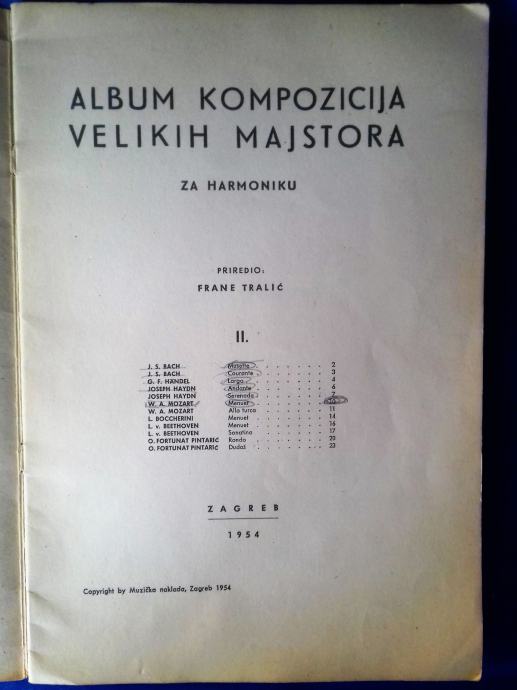 ALBUM KOMPOZICIJA
VELIKIH MAJSTORA
ZA HARMONIKU
PRIREDIO:
FRANE TRALIĆ
II.
J. S. BACH Musette . . . . . . . . 2
J. S. BACH Courante . . . . . . . . 3
G. F. HÄNDEL Largo . . . . . . . . 4
JOSEPH HAYDN Andante . . . . . . . . 6
JOSEPH HAYDN Serenada . . . . . . . . 7
W. A. MOZART Menuet . . . . . . . .
W. A. MOZART Alla turca . . . . . . . . 11
L. BOCCHERINI Menuet . . . . . . . . 14
L. v. BEETHOVEN Menuet . . . . . . . . 16
L. v. BEETHOVEN Sonatina . . . . . . . . 17
O. FORTUNAT PINTARIĆ Rondo . . . . . . . . 20
O. FORTUNAT PINTARIĆ Dudaš . . . . . . . . 23
ZAGREB
1954
Copyright by Muzička naklada, Zagreb 1954